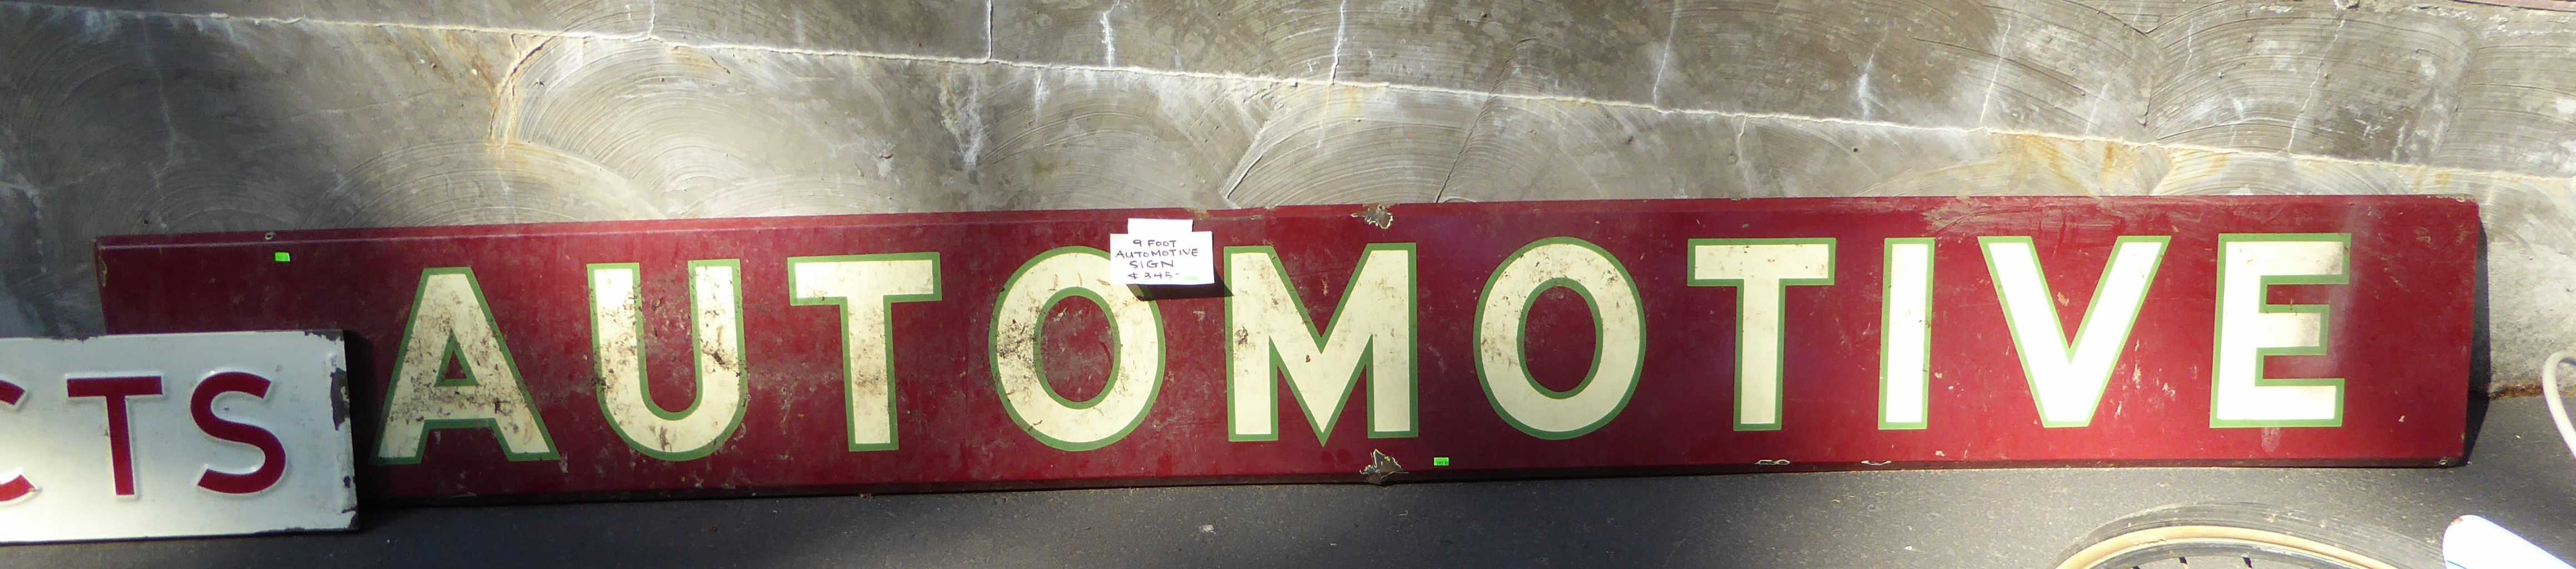 AUTOMOTIVE
9 FOOT
AUTOMOTIVE
SIGN
$345-
CTS